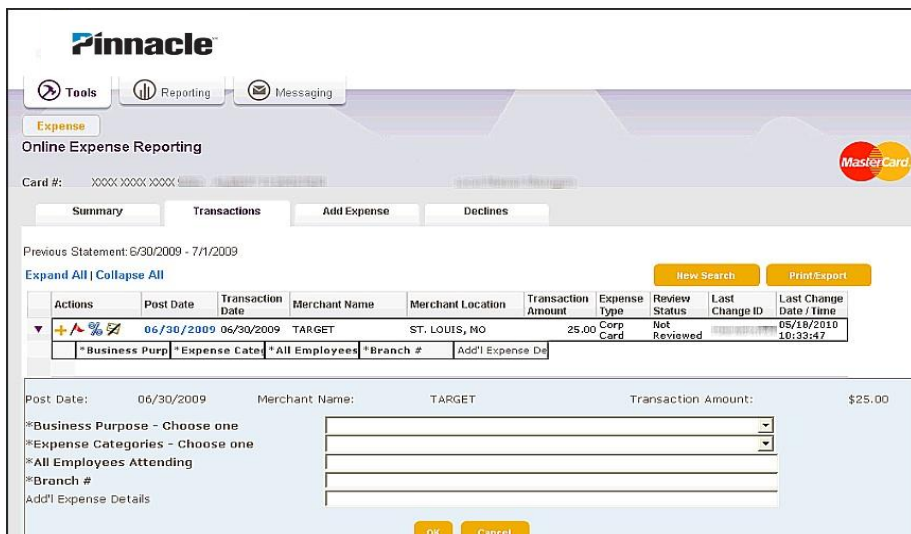 Pinnacle
Tools Reporting Messaging
Expense
Online Expense Reporting
MasterCard
Card #: XXXX XXXX XXXX
Summary Transactions Add Expense Declines
Previous Statement: 6/30/2009 - 7/1/2009
Expand All | Collapse All New Search Print/Export
Actions Post Date Transaction Date Merchant Name Merchant Location Transaction Amount Expense Type Review Status Last Change ID Last Change Date / Time
06/30/2009 06/30/2009 TARGET ST. LOUIS, MO 25.00 Corp Card Not Reviewed 05/18/2010 10:33:47
*Business Purp *Expense Categ *All Employees *Branch # Add'l Expense De
Post Date: 06/30/2009 Merchant Name: TARGET Transaction Amount: $25.00
*Business Purpose - Choose one
*Expense Categories - Choose one
*All Employees Attending
*Branch #
Add'l Expense Details
OK Cancel